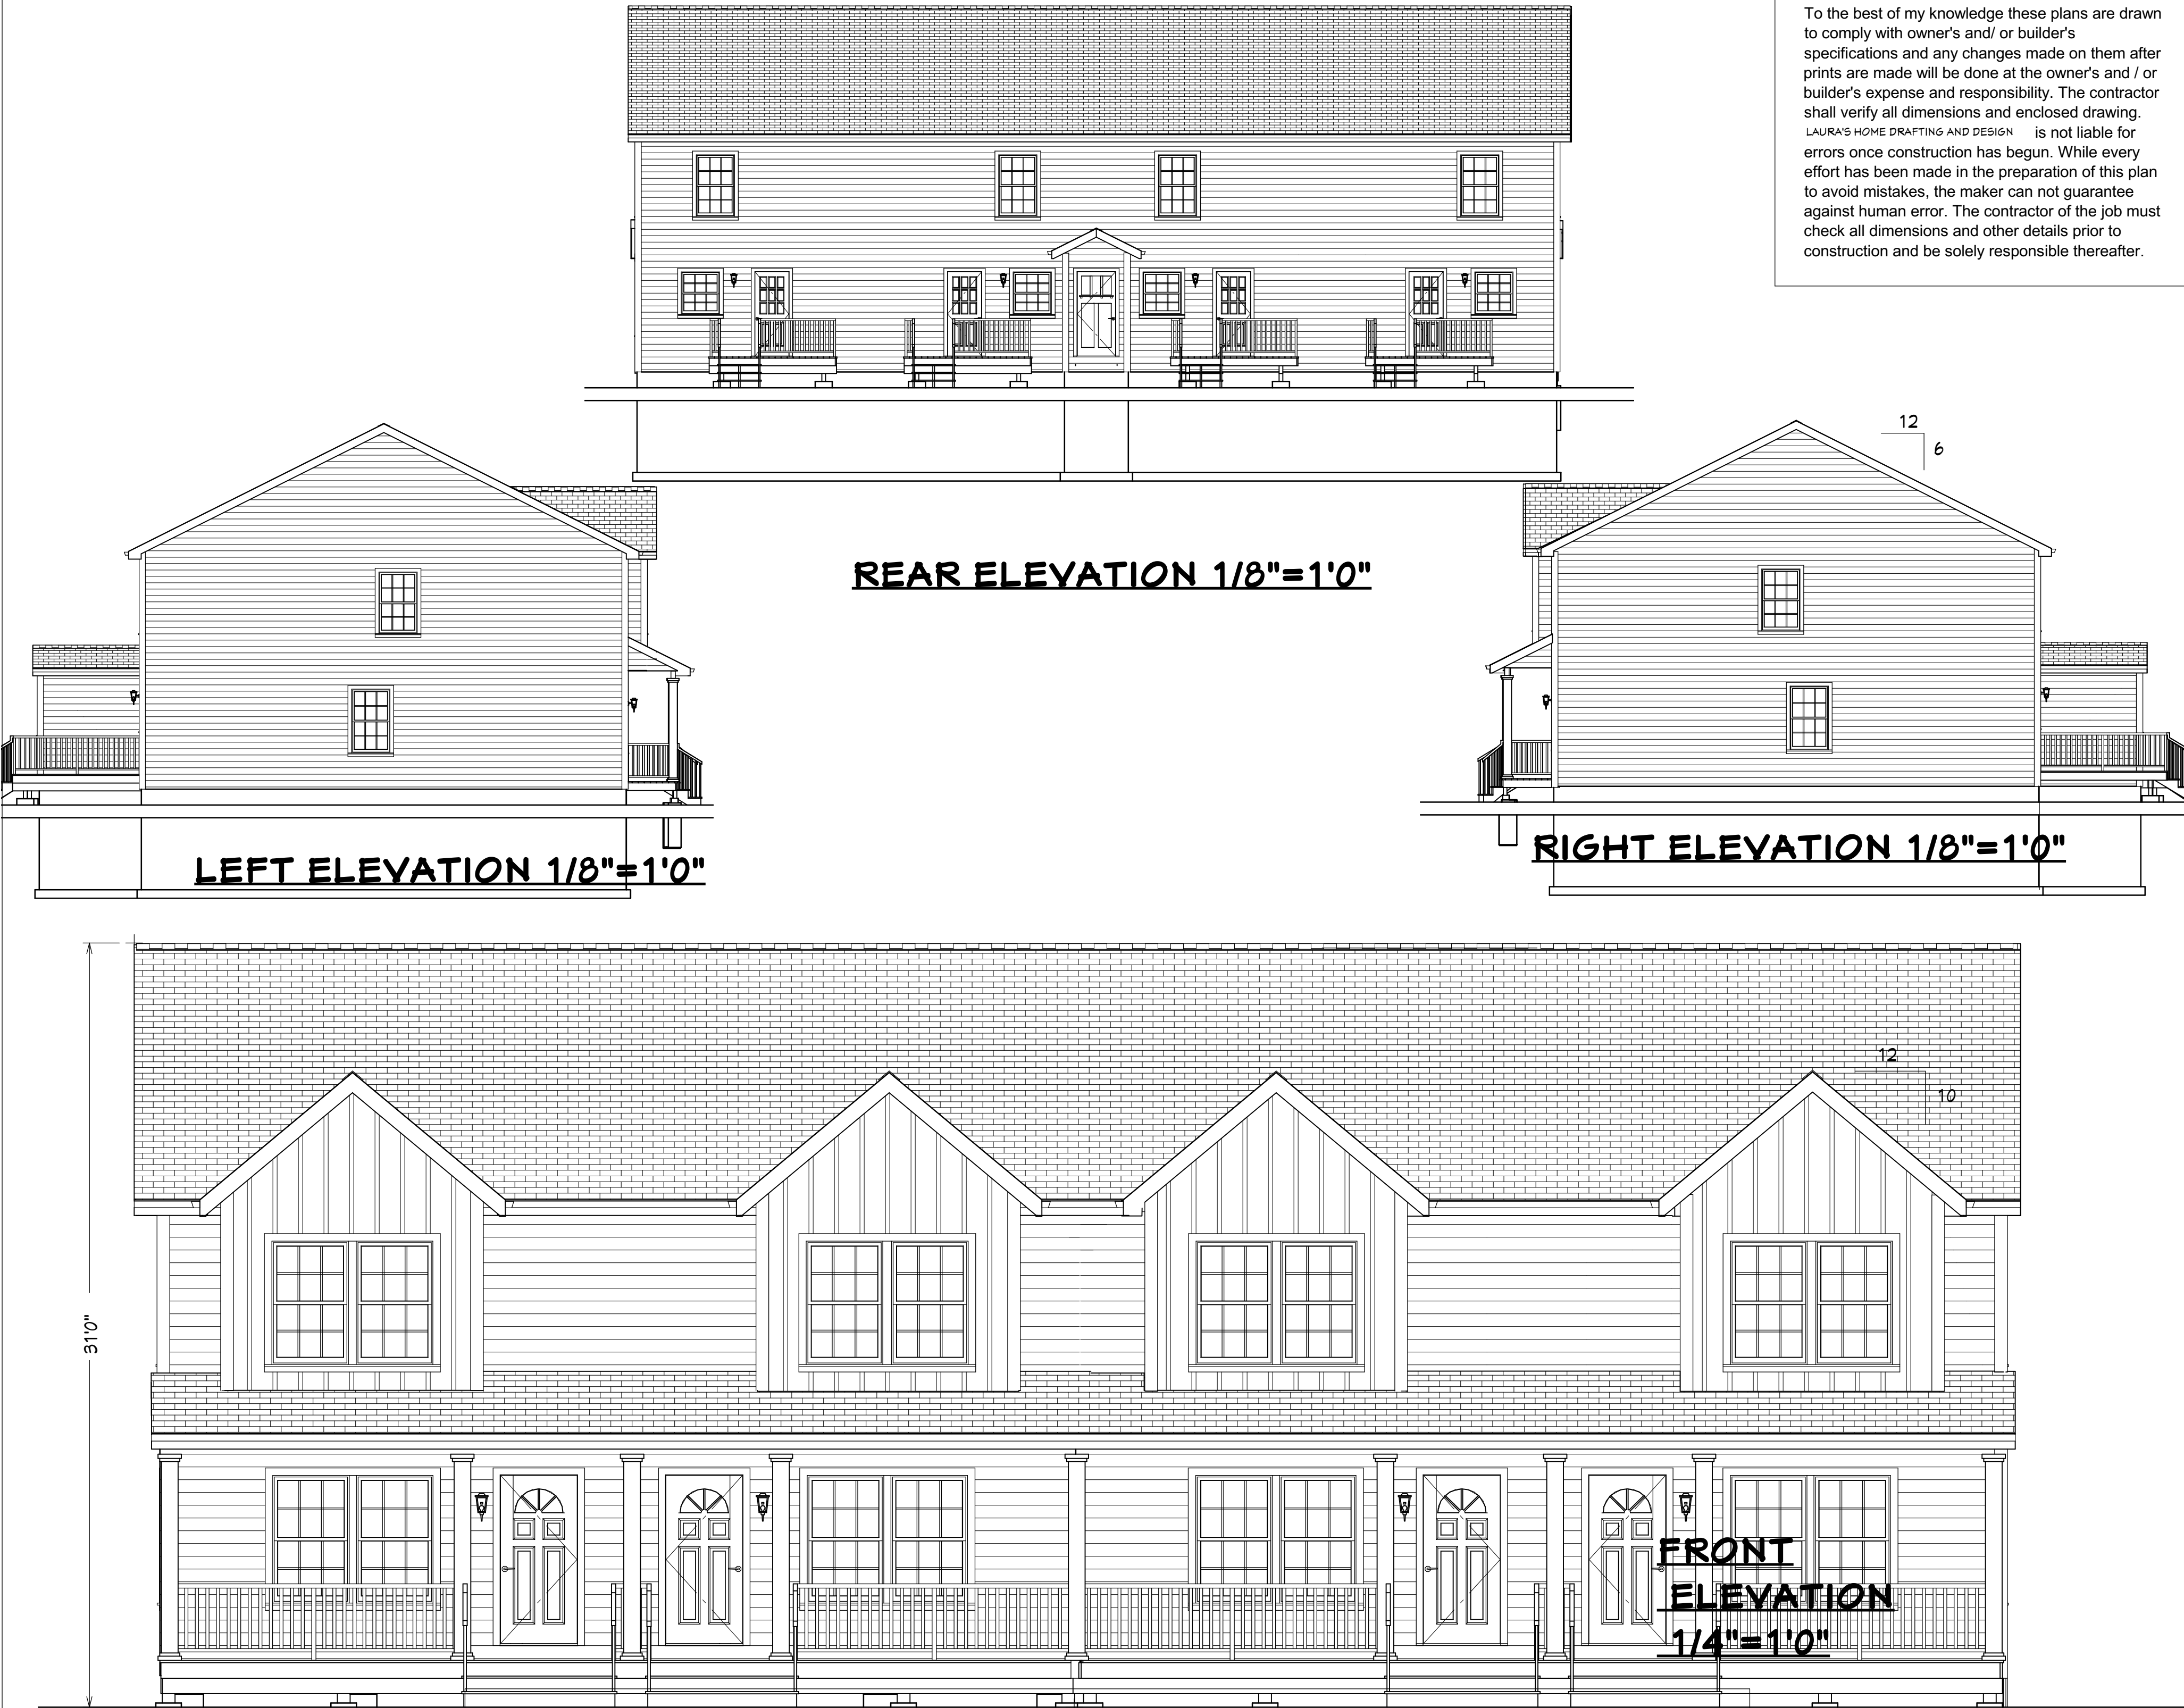 To the best of my knowledge these plans are drawn
to comply with owner's and/ or builder's
specifications and any changes made on them after
prints are made will be done at the owner's and / or
builder's expense and responsibility. The contractor
shall verify all dimensions and enclosed drawing.
LAURA'S HOME DRAFTING AND DESIGN is not liable for
errors once construction has begun. While every
effort has been made in the preparation of this plan
to avoid mistakes, the maker can not guarantee
against human error. The contractor of the job must
check all dimensions and other details prior to
construction and be solely responsible thereafter.
12
6
REAR ELEVATION 1/8"=1'0"
LEFT ELEVATION 1/8"=1'0"
RIGHT ELEVATION 1/8"=1'0"
12
10
31'0"
FRONT
ELEVATION
1/4"=1'0"